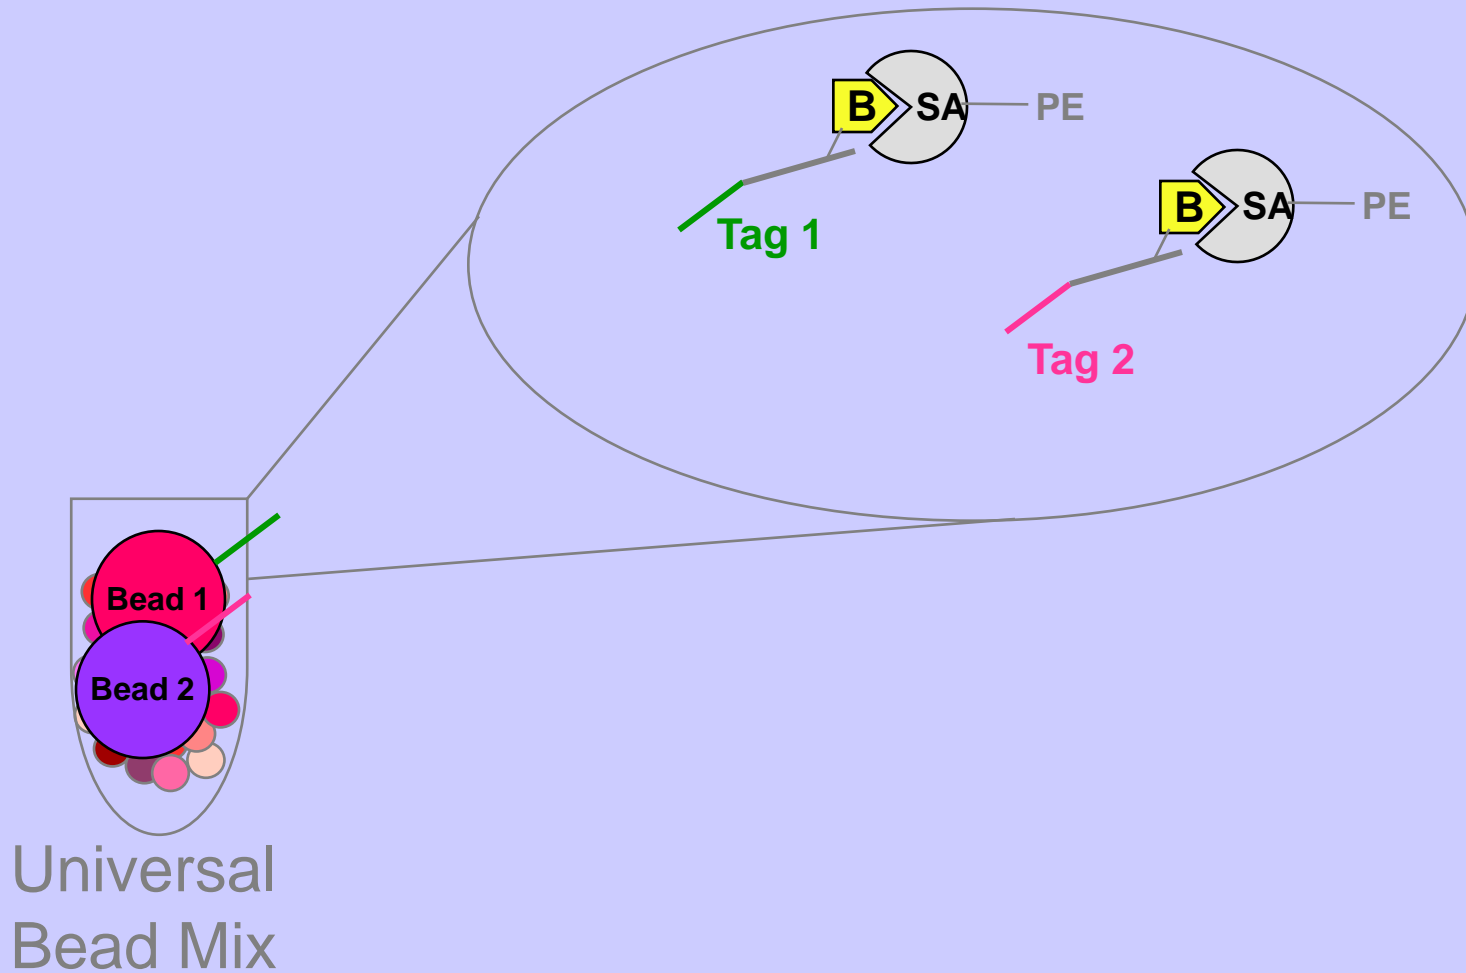 B SA PE
B SA PE
Tag 1
Tag 2
Bead 1
Bead 2
Universal
Bead Mix